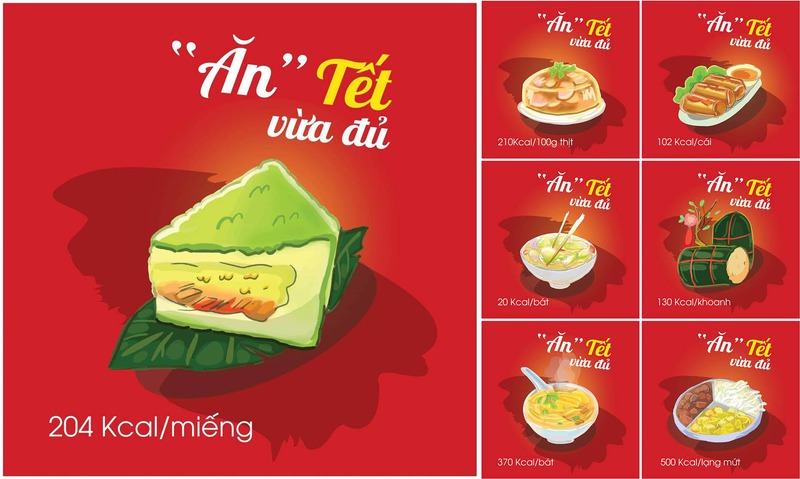 “Ăn” Tết
vừa đủ
204 Kcal/miếng
“Ăn” Tết
vừa đủ
210Kcal/100g thịt
“Ăn” Tết
vừa đủ
102 Kcal/cái
“Ăn” Tết
vừa đủ
20 Kcal/bát
“Ăn” Tết
vừa đủ
130 Kcal/khoanh
“Ăn” Tết
vừa đủ
370 Kcal/bát
“Ăn” Tết
vừa đủ
500 Kcal/lạng mứt